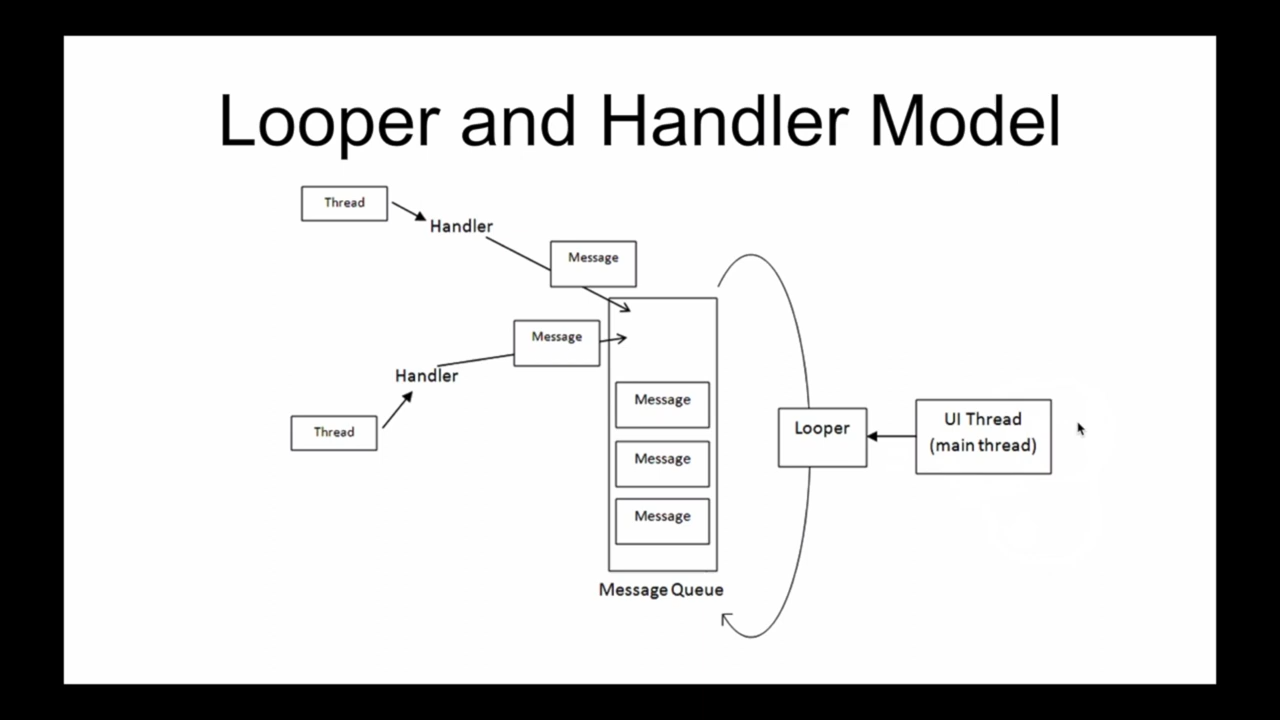 Looper and Handler Model
Thread
Handler
Message
Message
Handler
Thread
Message
Message
Message
Message Queue
Looper
UI Thread
(main thread)